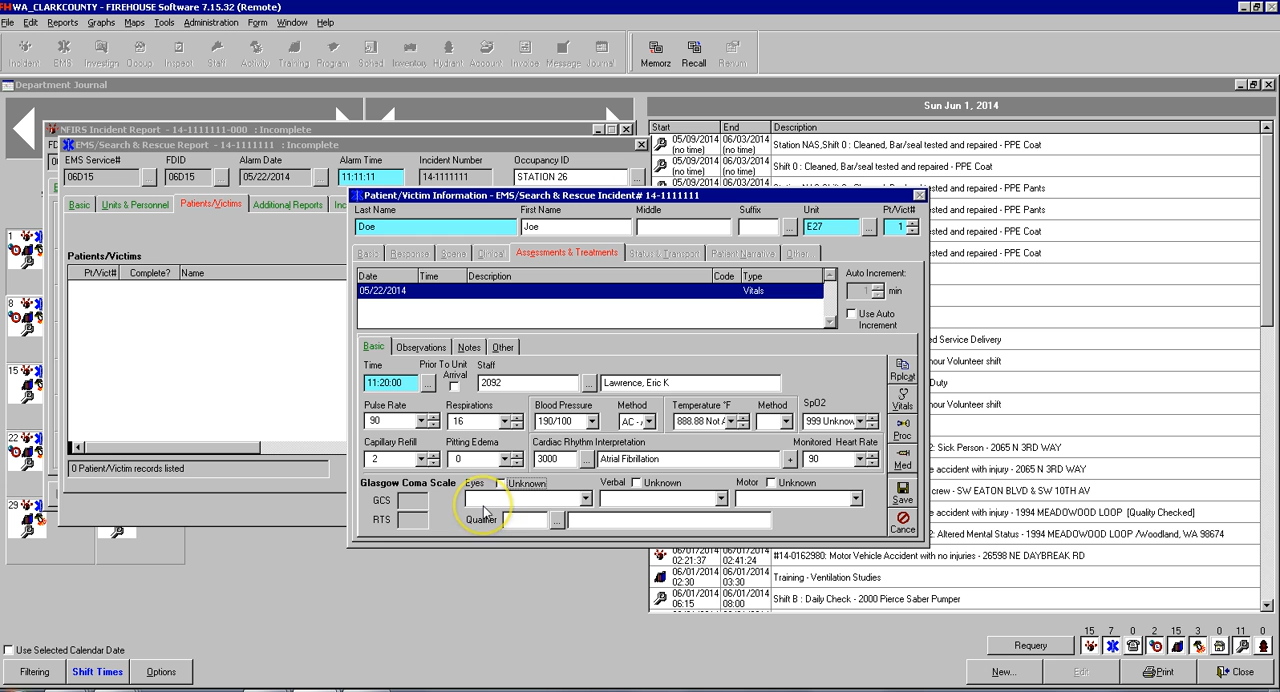 WA_CLARKCOUNTY - FIREHOUSE Software 7.15.32 (Remote)
File Edit Reports Graphs Maps Tools Administration Form Window Help
Incident EMS Investign Occup Inspect Staff Activity Training Program Sched Inventory Hydrant Account Invoice Message Journal Memorz Recall Renum
Department Journal
Sun Jun 1, 2014
NFIRS Incident Report - 14-1111111-000 : Incomplete
EMS/Search & Rescue Report - 14-1111111 : Incomplete
EMS Service# FDID Alarm Date Alarm Time Incident Number Occupancy ID
06D15 ... 06D15 ... 05/22/2014 ... 11:11:11 14-1111111 STATION 26 ...
Basic Units & Personnel Patients/Victims Additional Reports
Patients/Victims
Pt/Vict# Complete? Name
0 Patient/Victim records listed
1
8
15
22
29
Patient/Victim Information - EMS/Search & Rescue Incident# 14-1111111
Last Name First Name Middle Suffix Unit Pt/Vict#
Doe Joe ... E27 ... 1
Basic Response Scene Clinical Assessments & Treatments Status & Transport Patient Narrative Other
Date Time Description Code Type
05/22/2014 Vitals
Auto Increment:
1 min
Use Auto
Increment
Basic Observations Notes Other
Time Prior To Unit Arrival Staff
11:20:00 ... 2092 ... Lawrence, Eric K
Pulse Rate Respirations Blood Pressure Method Temperature °F Method SpO2
90 16 190/100 AC - 888.88 Not 999 Unknow
Capillary Refill Pitting Edema Cardiac Rhythm Interpretation Monitored Heart Rate
2 0 3000 ... Atrial Fibrillation + 90
Glasgow Coma Scale Eyes Unknown Verbal Unknown Motor Unknown
GCS
RTS Qualifier ...
Rplcat
Vitals
Proc
Med
Save
Cance
Start End Description
05/09/2014 (no time) 06/03/2014 (no time) Station NAS,Shift 0 : Cleaned, Bar/seal tested and repaired - PPE Coat
05/09/2014 (no time) 06/03/2014 (no time) Shift 0 : Cleaned, Bar/seal tested and repaired - PPE Coat
, Bar/seal tested and repaired - PPE Pants
, Bar/seal tested and repaired - PPE Pants
, Bar/seal tested and repaired - PPE Coat
, Bar/seal tested and repaired - PPE Coat
ed Service Delivery
our Volunteer shift
Duty
our Volunteer shift
2: Sick Person - 2065 N 3RD WAY
e accident with injury - 2065 N 3RD WAY
crew - SW EATON BLVD & SW 10TH AV
e accident with injury - 1994 MEADOWOOD LOOP [Quality Checked]
2: Altered Mental Status - 1994 MEADOWOOD LOOP /Woodland, WA 98674
06/01/2014 02:21:37 06/01/2014 02:41:24 #14-0162980: Motor Vehicle Accident with no injuries - 26598 NE DAYBREAK RD
06/01/2014 02:30 06/01/2014 03:30 Training - Ventilation Studies
06/01/2014 06:15 06/01/2014 08:00 Shift B : Daily Check - 2000 Pierce Saber Pumper
15 7 0 2 15 3 0 11 0
Requery
Use Selected Calendar Date
Filtering Shift Times Options New... Edit Print Close